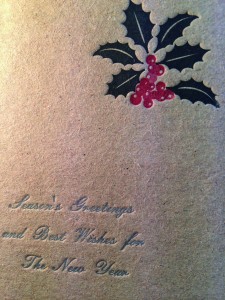 Season's Greetings
and Best Wishes for
The New Year